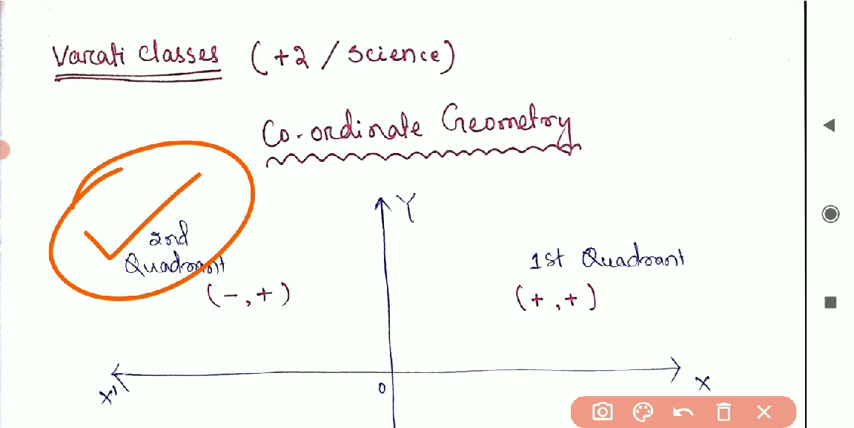 Varati classes (+2 / science)
Co-ordinate Geometry
Y
2nd
Quadrant
1st Quadrant
(-, +)
(+, +)
X'
0
X